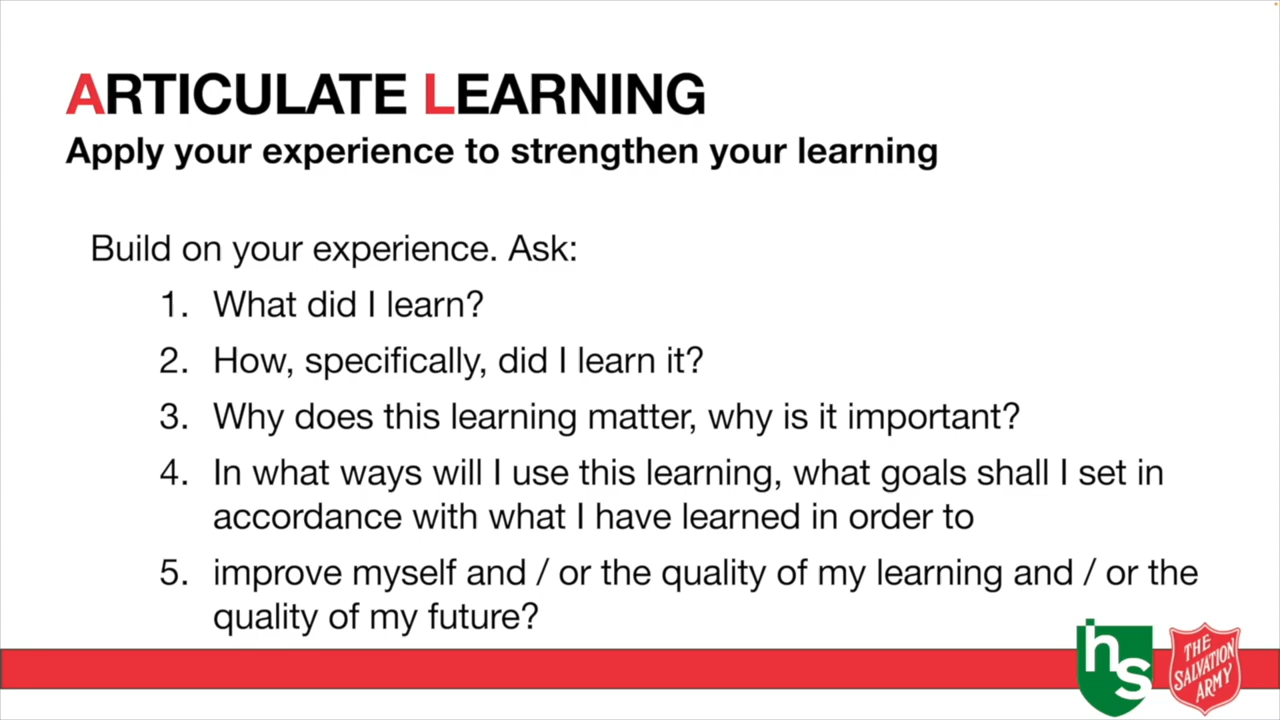 ARTICULATE LEARNING
Apply your experience to strengthen your learning
Build on your experience. Ask:
1. What did I learn?
2. How, specifically, did I learn it?
3. Why does this learning matter, why is it important?
4. In what ways will I use this learning, what goals shall I set in
accordance with what I have learned in order to
5. improve myself and / or the quality of my learning and / or the
quality of my future?
hs
THE
SALVATION
ARMY